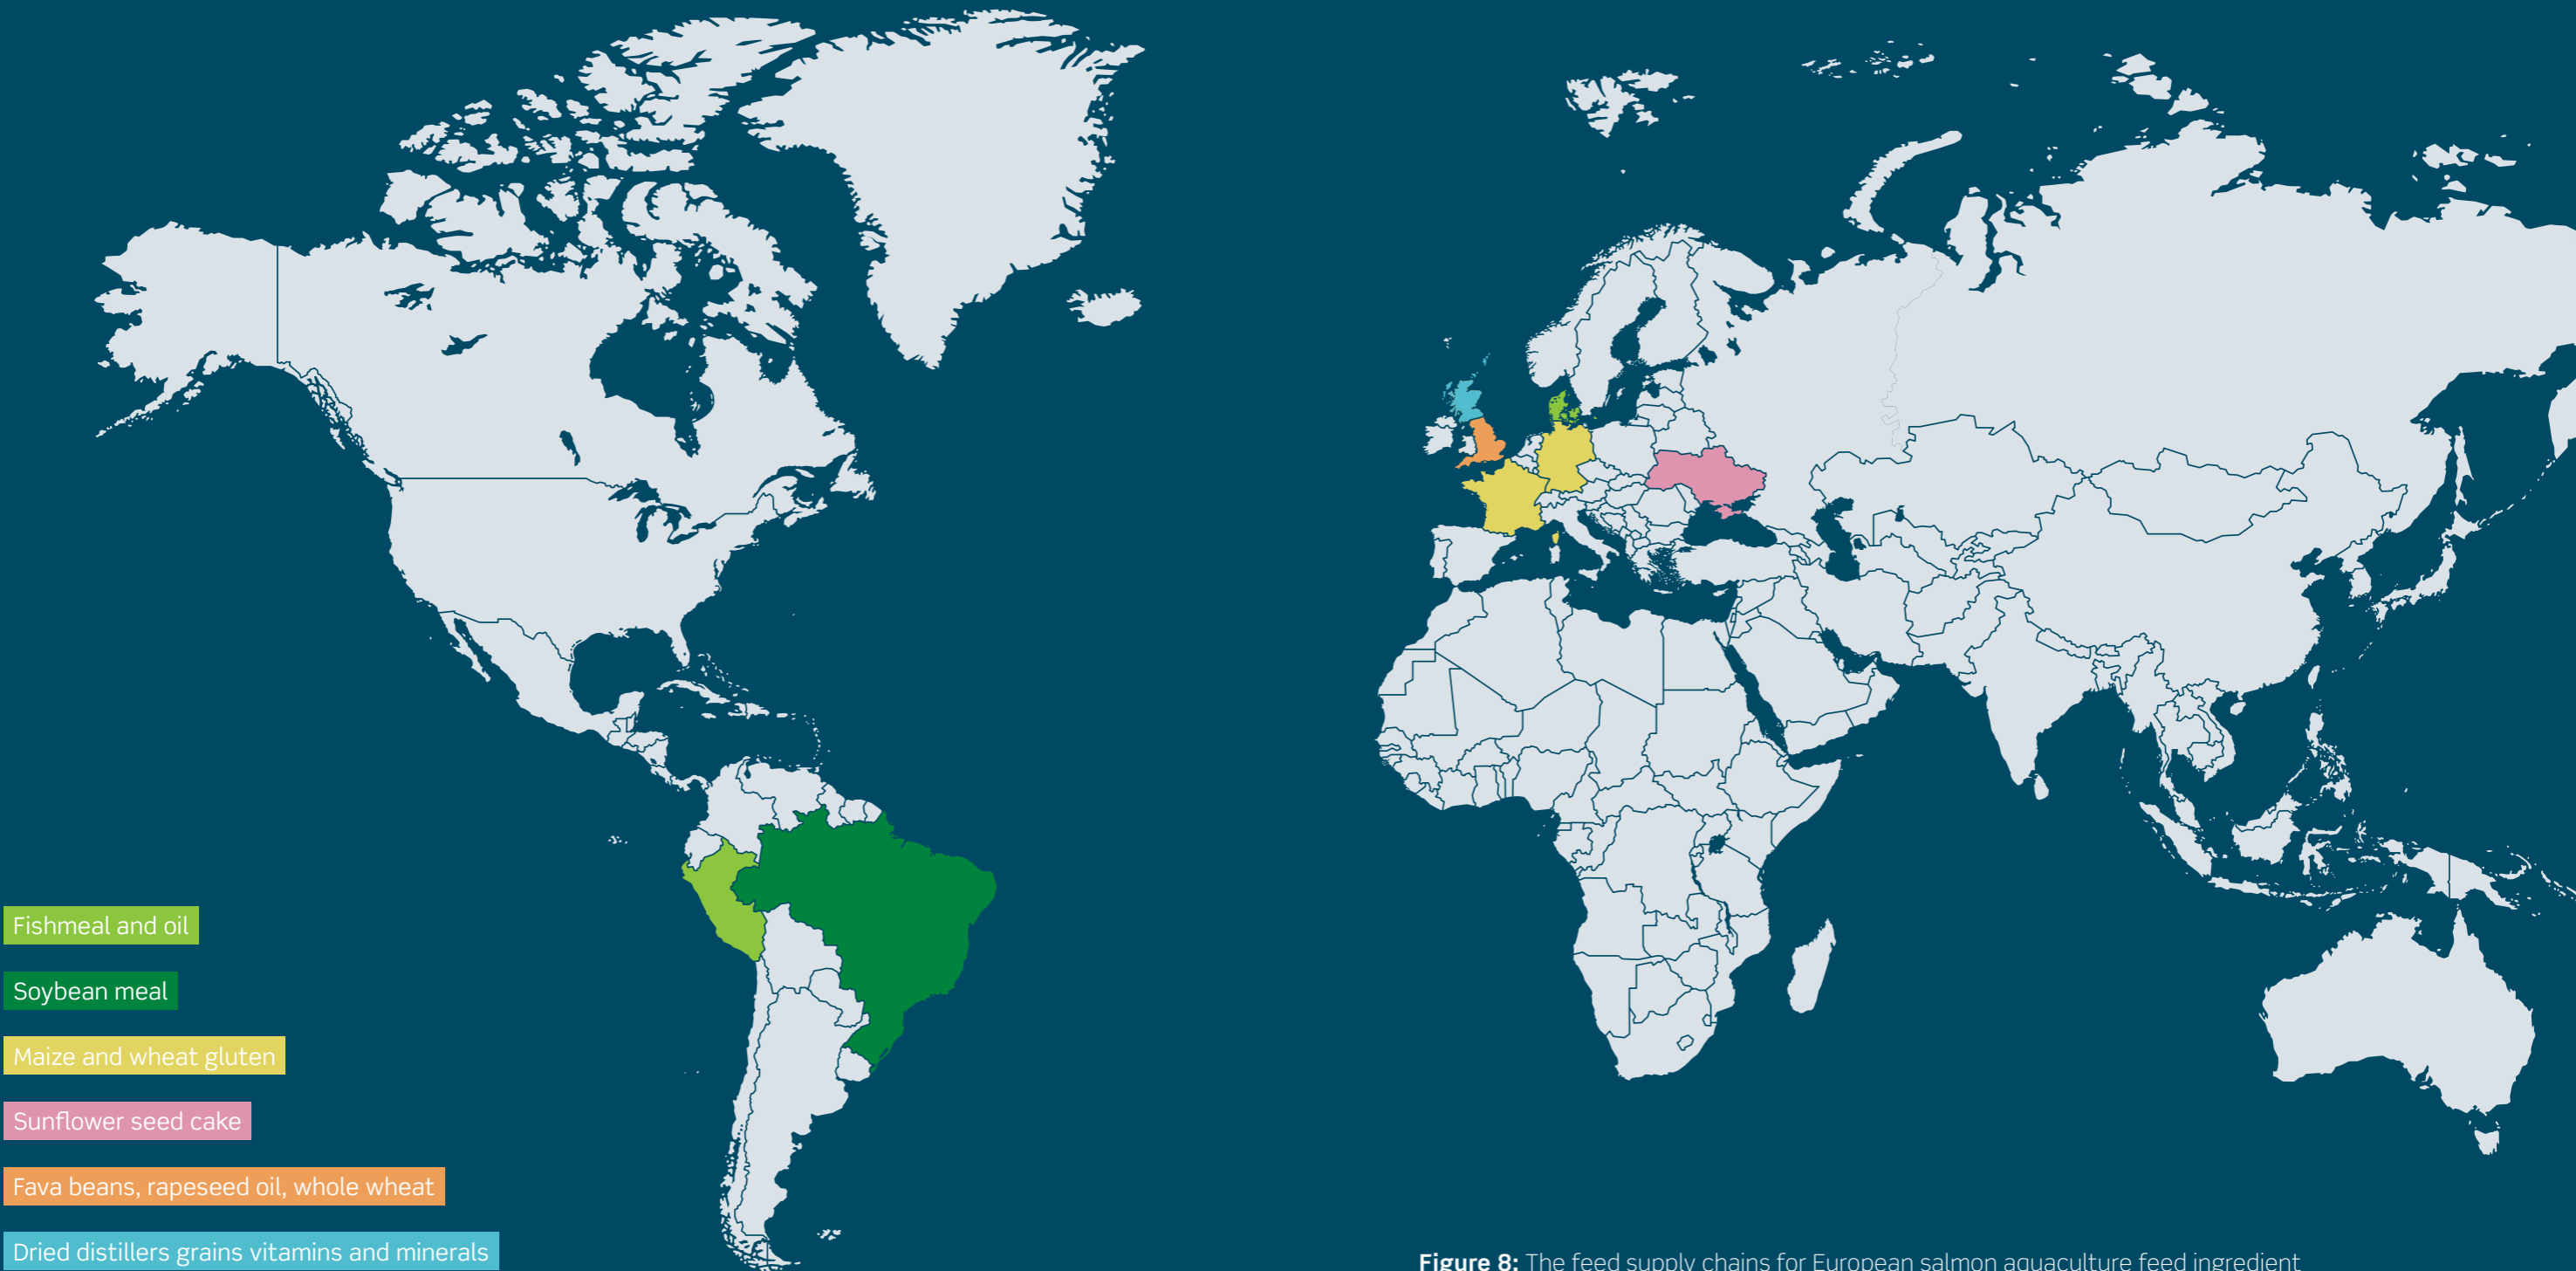 Fishmeal and oil
Soybean meal
Maize and wheat gluten
Sunflower seed cake
Fava beans, rapeseed oil, whole wheat
Dried distillers grains vitamins and minerals
Figure 8: The feed supply chains for European salmon aquaculture feed ingredient